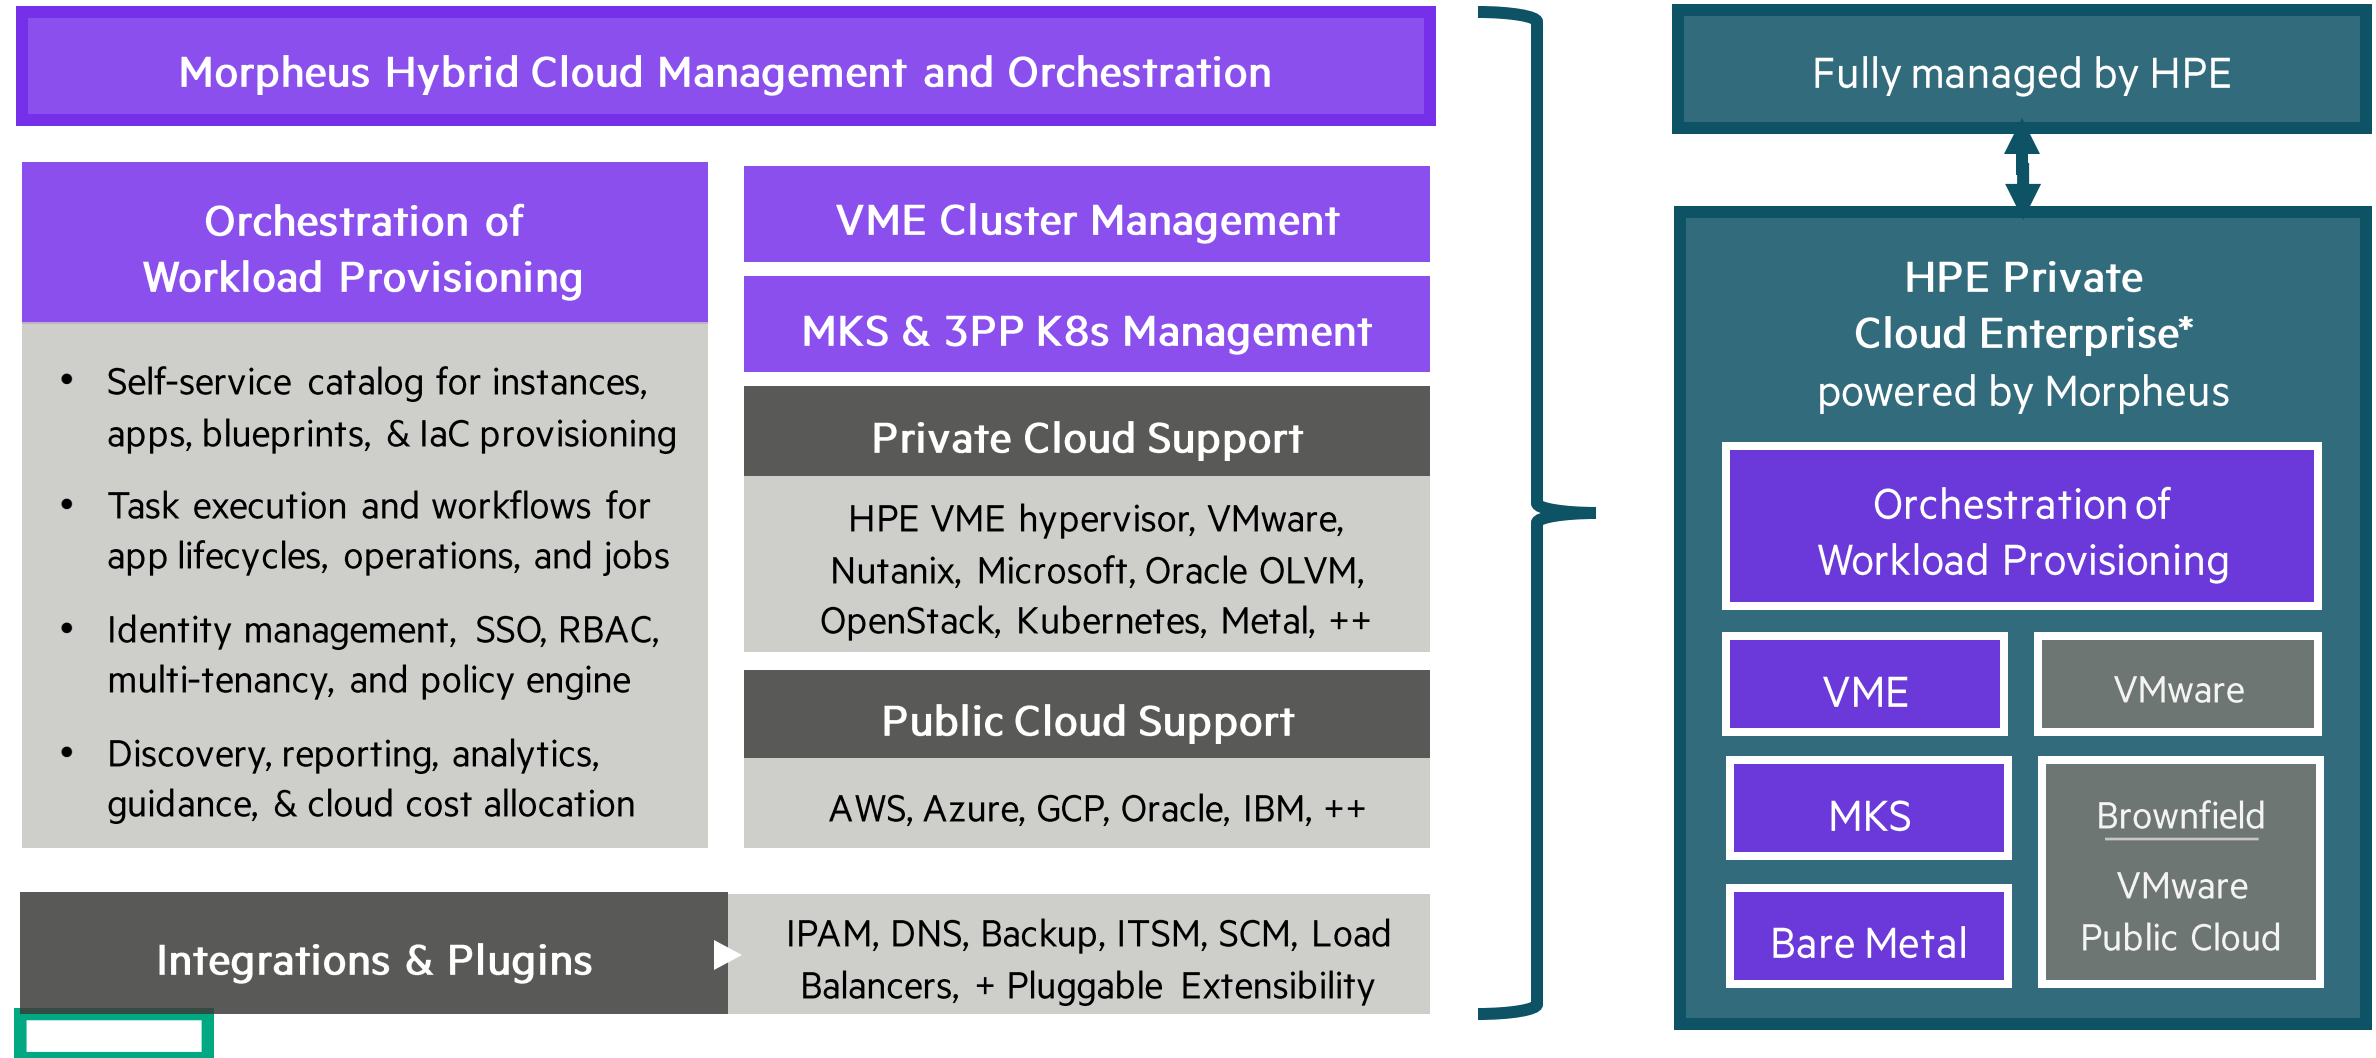 Morpheus Hybrid Cloud Management and Orchestration
Orchestration of
Workload Provisioning
• Self-service catalog for instances,
apps, blueprints, & IaC provisioning
• Task execution and workflows for
app lifecycles, operations, and jobs
• Identity management, SSO, RBAC,
multi-tenancy, and policy engine
• Discovery, reporting, analytics,
guidance, & cloud cost allocation
VME Cluster Management
MKS & 3PP K8s Management
Private Cloud Support
HPE VME hypervisor, VMware,
Nutanix, Microsoft, Oracle OLVM,
OpenStack, Kubernetes, Metal, ++
Public Cloud Support
AWS, Azure, GCP, Oracle, IBM, ++
Integrations & Plugins
IPAM, DNS, Backup, ITSM, SCM, Load
Balancers, + Pluggable Extensibility
Fully managed by HPE
HPE Private
Cloud Enterprise*
powered by Morpheus
Orchestration of
Workload Provisioning
VME
VMware
MKS
Bare Metal
Brownfield
VMware
Public Cloud